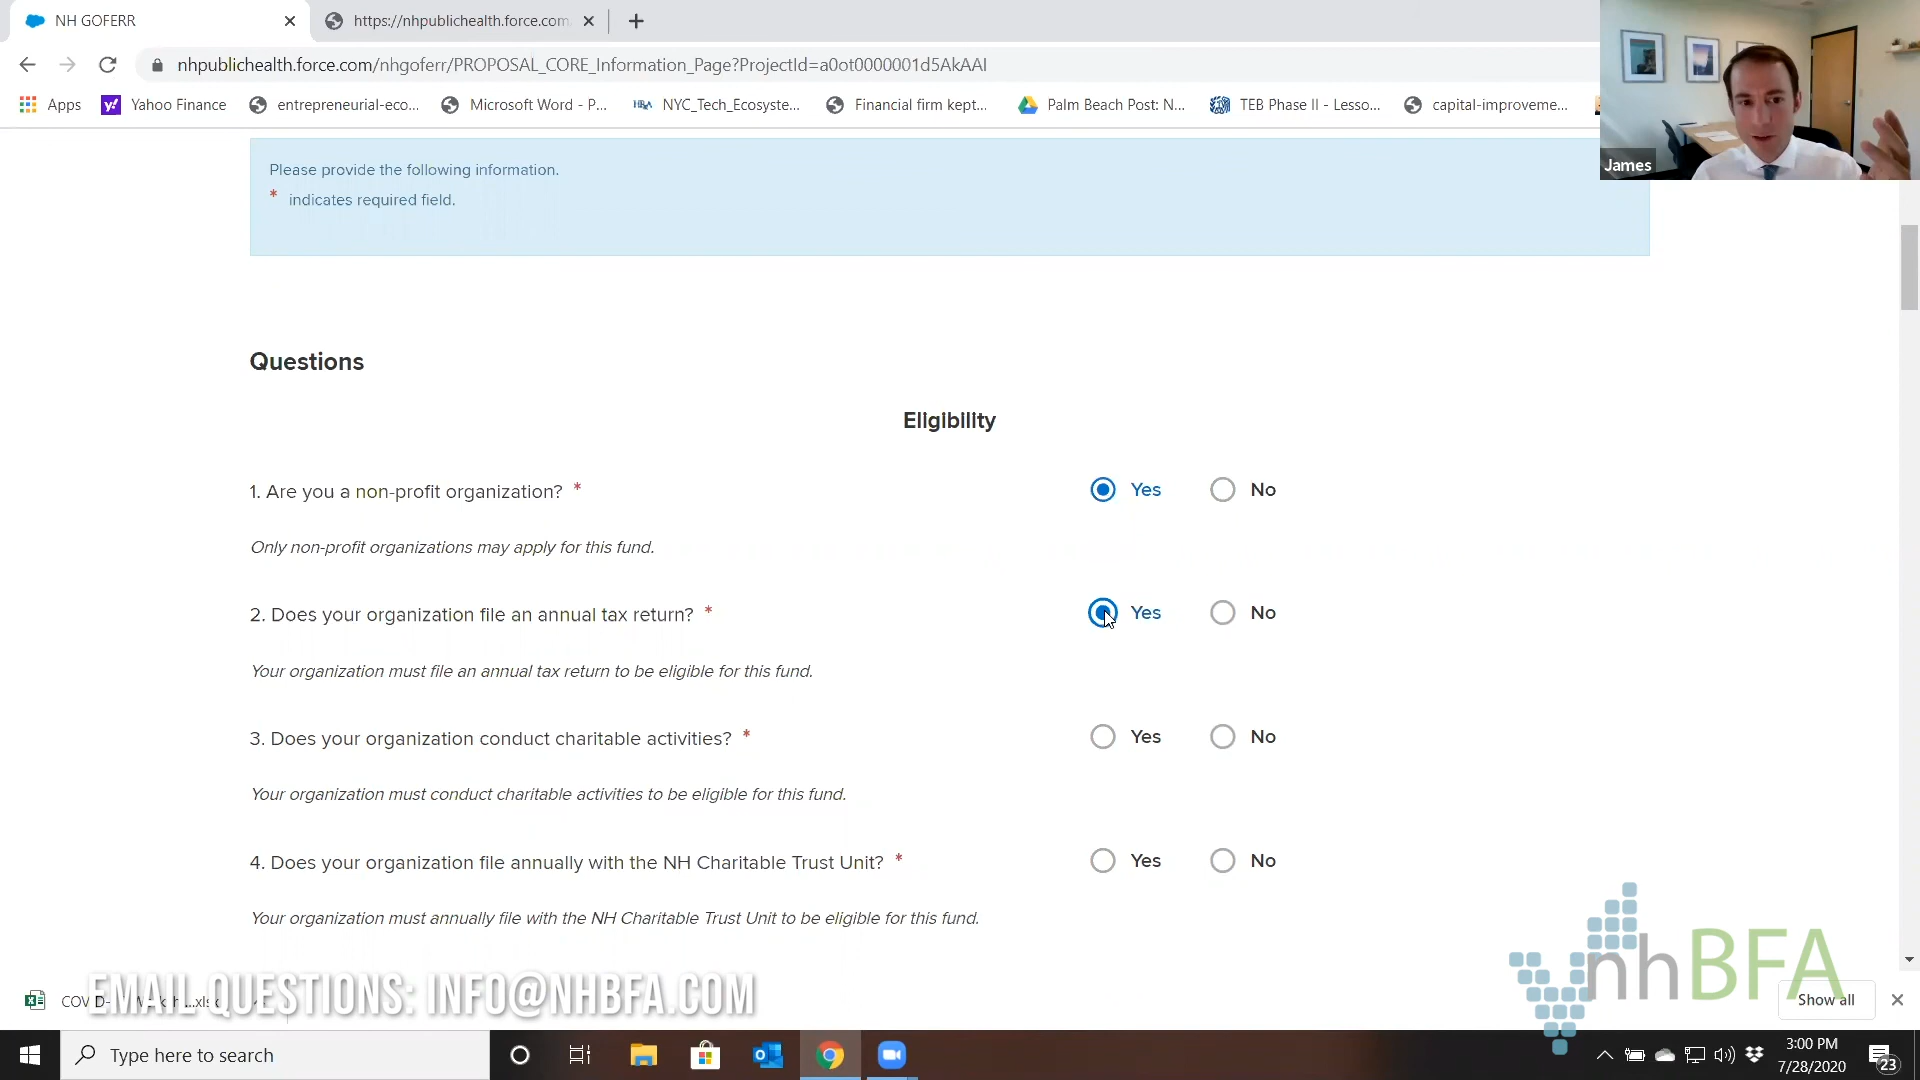 NH GOFERR
https://nhpublichealth.force.com
nhpublichealth.force.com/nhgoferr/PROPOSAL_CORE_Information_Page?ProjectId=a0ot0000001d5AkAAI
Apps
Yahoo Finance
entrepreneurial-eco...
Microsoft Word - P...
NYC_Tech_Ecosyste...
Financial firm kept...
Palm Beach Post: N...
TEB Phase II - Lesso...
capital-improveme...
James
Please provide the following information.
* indicates required field.
Questions
Eligibility
1. Are you a non-profit organization? *
Yes
No
Only non-profit organizations may apply for this fund.
2. Does your organization file an annual tax return? *
Yes
No
Your organization must file an annual tax return to be eligible for this fund.
3. Does your organization conduct charitable activities? *
Yes
No
Your organization must conduct charitable activities to be eligible for this fund.
4. Does your organization file annually with the NH Charitable Trust Unit? *
Yes
No
Your organization must annually file with the NH Charitable Trust Unit to be eligible for this fund.
EMAIL QUESTIONS: INFO@NHBFA.COM
nhBFA
Show all
Type here to search
3:00 PM
7/28/2020
23